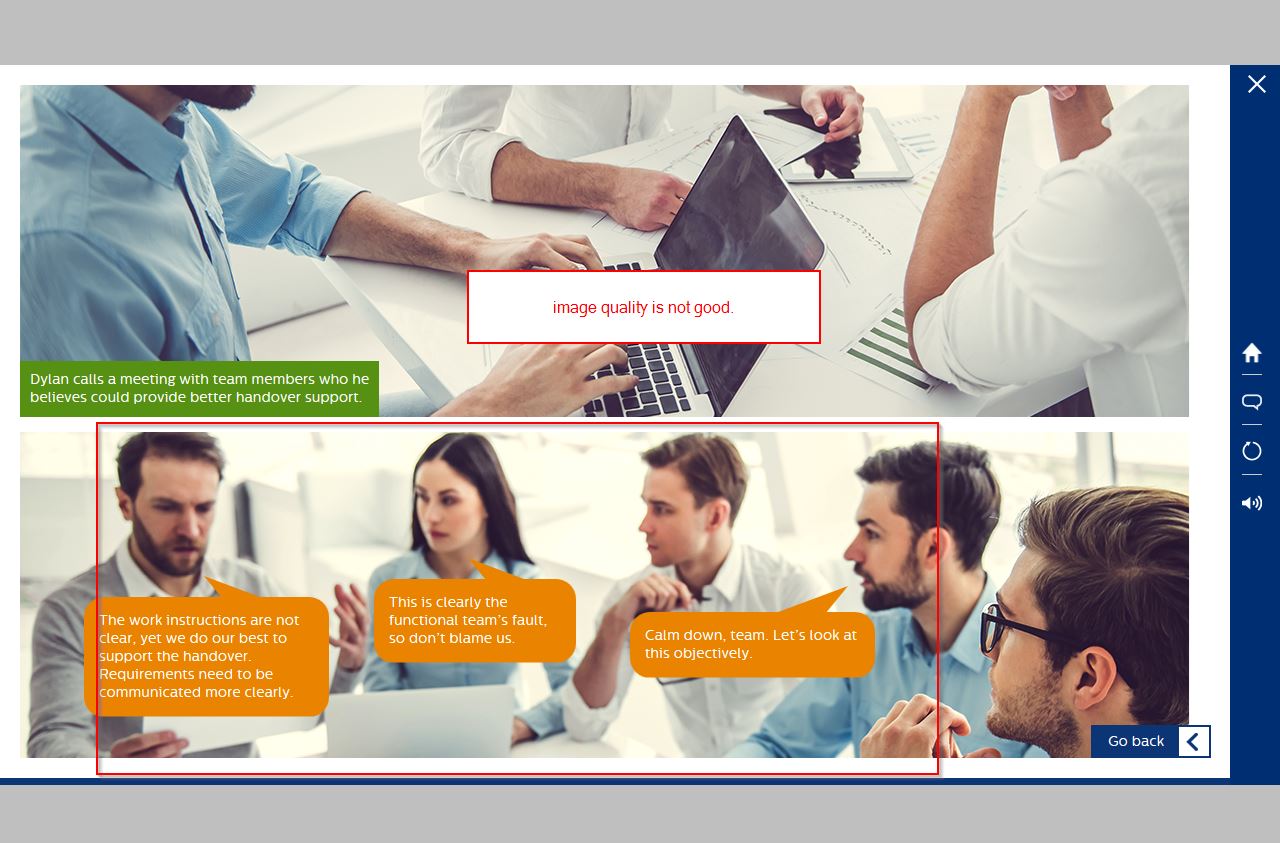 image quality is not good.
Dylan calls a meeting with team members who he
believes could provide better handover support.
The work instructions are not
clear, yet we do our best to
support the handover.
Requirements need to be
communicated more clearly.
This is clearly the
functional team's fault,
so don't blame us.
Calm down, team. Let's look at
this objectively.
Go back